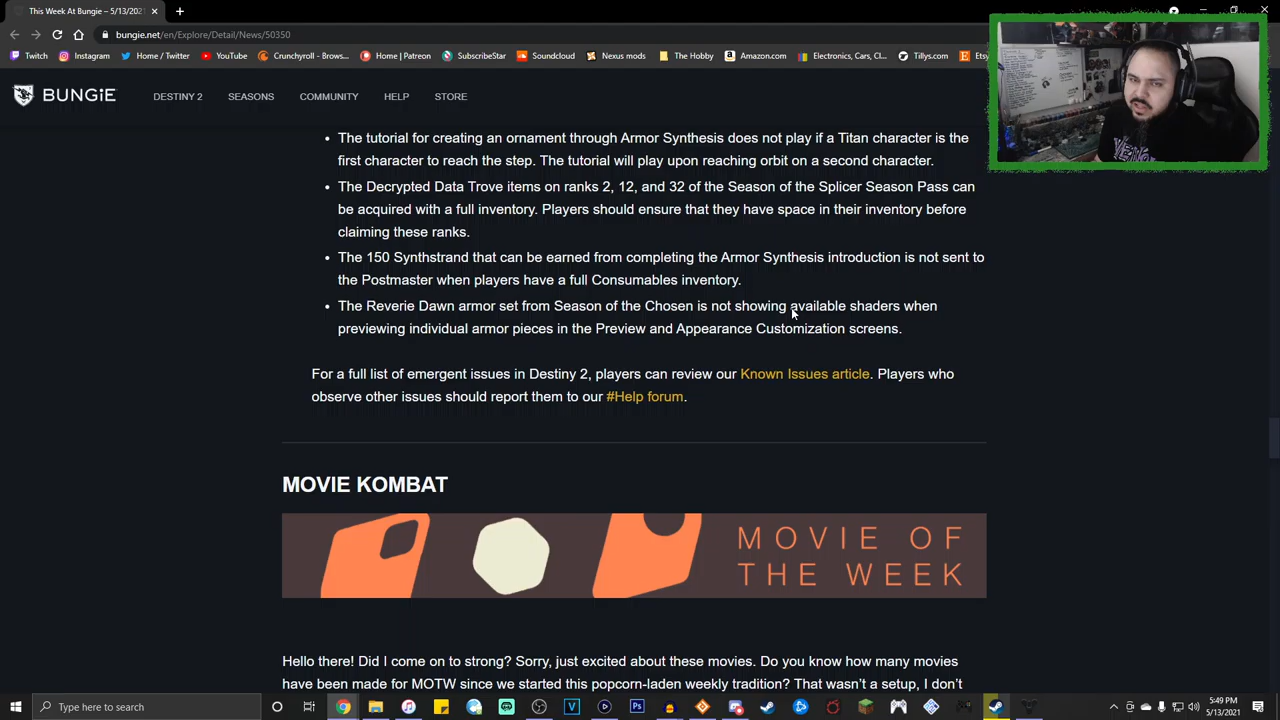 This Week At Bungie – 5/13/2021
bungie.net/en/Explore/Detail/News/50350
Twitch
Instagram
Home / Twitter
YouTube
Crunchyroll - Brows...
Home | Patreon
SubscribeStar
Soundcloud
Nexus mods
The Hobby
Amazon.com
Electronics, Cars, Cl...
Tillys.com
Ets
BUNGiE
DESTINY 2
SEASONS
COMMUNITY
HELP
STORE
• The tutorial for creating an ornament through Armor Synthesis does not play if a Titan character is the
first character to reach the step. The tutorial will play upon reaching orbit on a second character.
• The Decrypted Data Trove items on ranks 2, 12, and 32 of the Season of the Splicer Season Pass can
be acquired with a full inventory. Players should ensure that they have space in their inventory before
claiming these ranks.
• The 150 Synthstrand that can be earned from completing the Armor Synthesis introduction is not sent to
the Postmaster when players have a full Consumables inventory.
• The Reverie Dawn armor set from Season of the Chosen is not showing available shaders when
previewing individual armor pieces in the Preview and Appearance Customization screens.
For a full list of emergent issues in Destiny 2, players can review our Known Issues article. Players who
observe other issues should report them to our #Help forum.
MOVIE KOMBAT
MOVIE OF
THE WEEK
Hello there! Did I come on to strong? Sorry, just excited about these movies. Do you know how many movies
have been made for MOTW since we started this popcorn-laden weekly tradition? That wasn't a setup, I don't
Type here to search
5:49 PM
5/13/2021